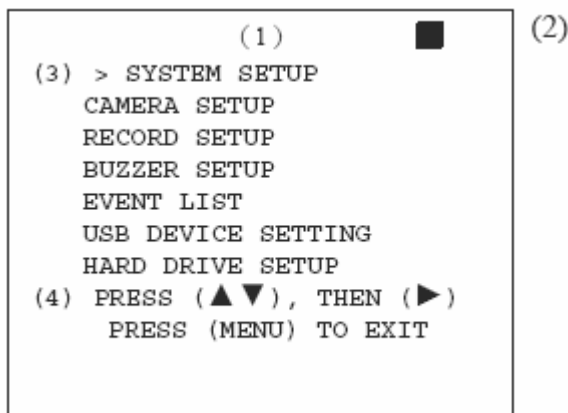 (1)
(2)
(3) > SYSTEM SETUP
CAMERA SETUP
RECORD SETUP
BUZZER SETUP
EVENT LIST
USB DEVICE SETTING
HARD DRIVE SETUP
(4) PRESS (▲▼), THEN (►)
PRESS (MENU) TO EXIT